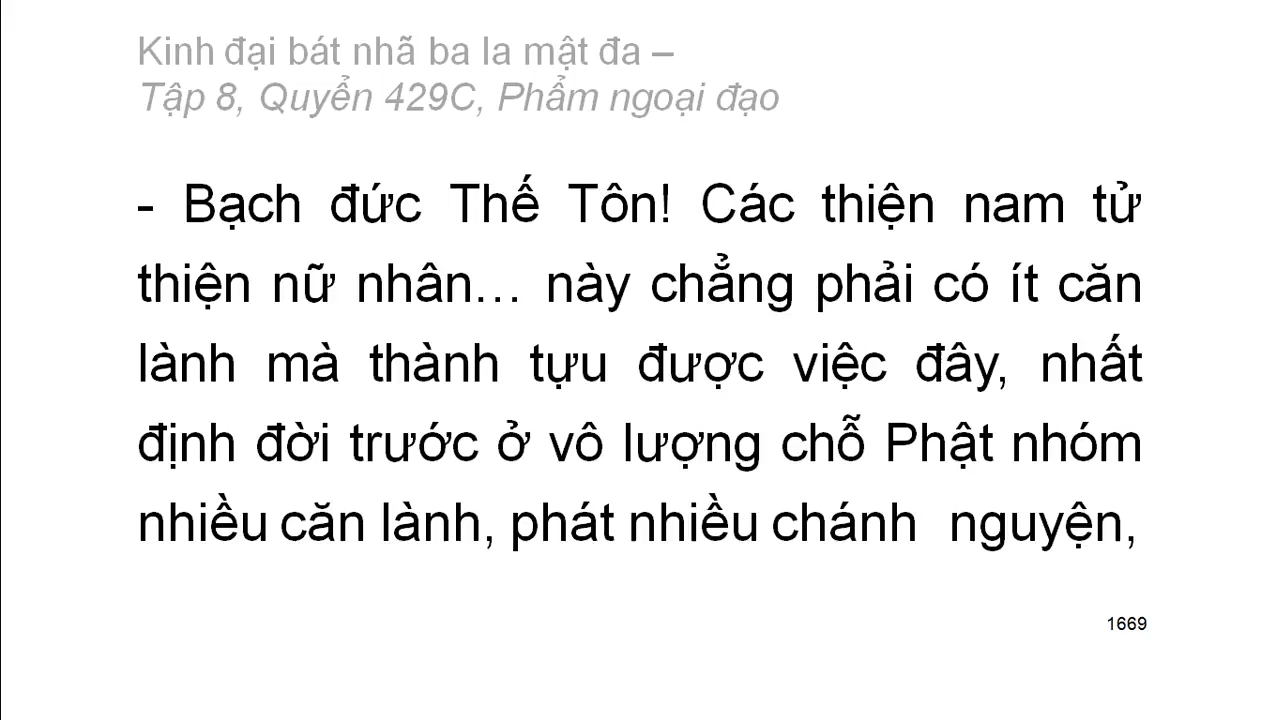 Kinh đại bát nhã ba la mật đa –
Tập 8, Quyển 429C, Phẩm ngoại đạo
- Bạch đức Thế Tôn! Các thiện nam tử
thiện nữ nhân… này chẳng phải có ít căn
lành mà thành tựu được việc đây, nhất
định đời trước ở vô lượng chỗ Phật nhóm
nhiều căn lành, phát nhiều chánh nguyện,
1669